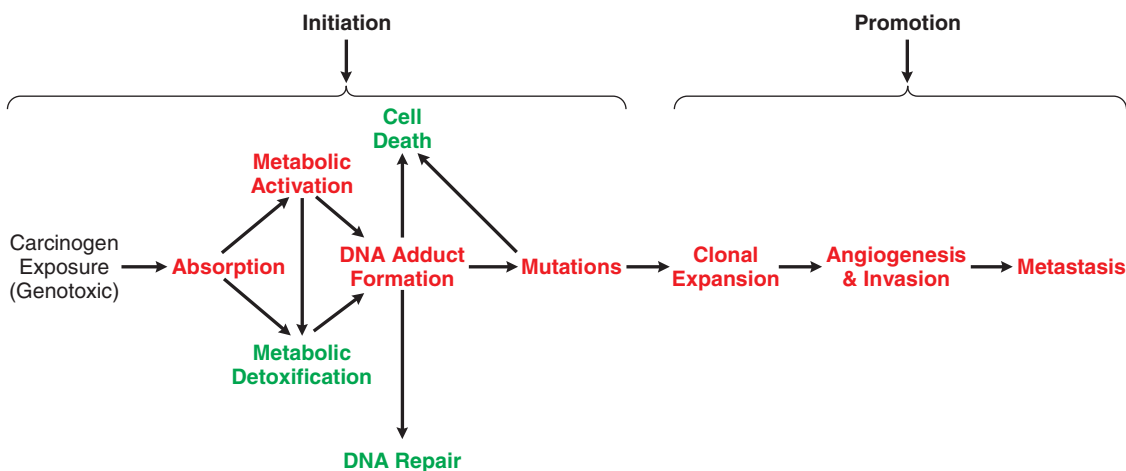 Initiation
Promotion
Cell
Death
Metabolic
Activation
Carcinogen
Exposure
(Genotoxic)
Absorption
DNA Adduct
Formation
Mutations
Clonal
Expansion
Angiogenesis
& Invasion
Metastasis
Metabolic
Detoxification
DNA Repair